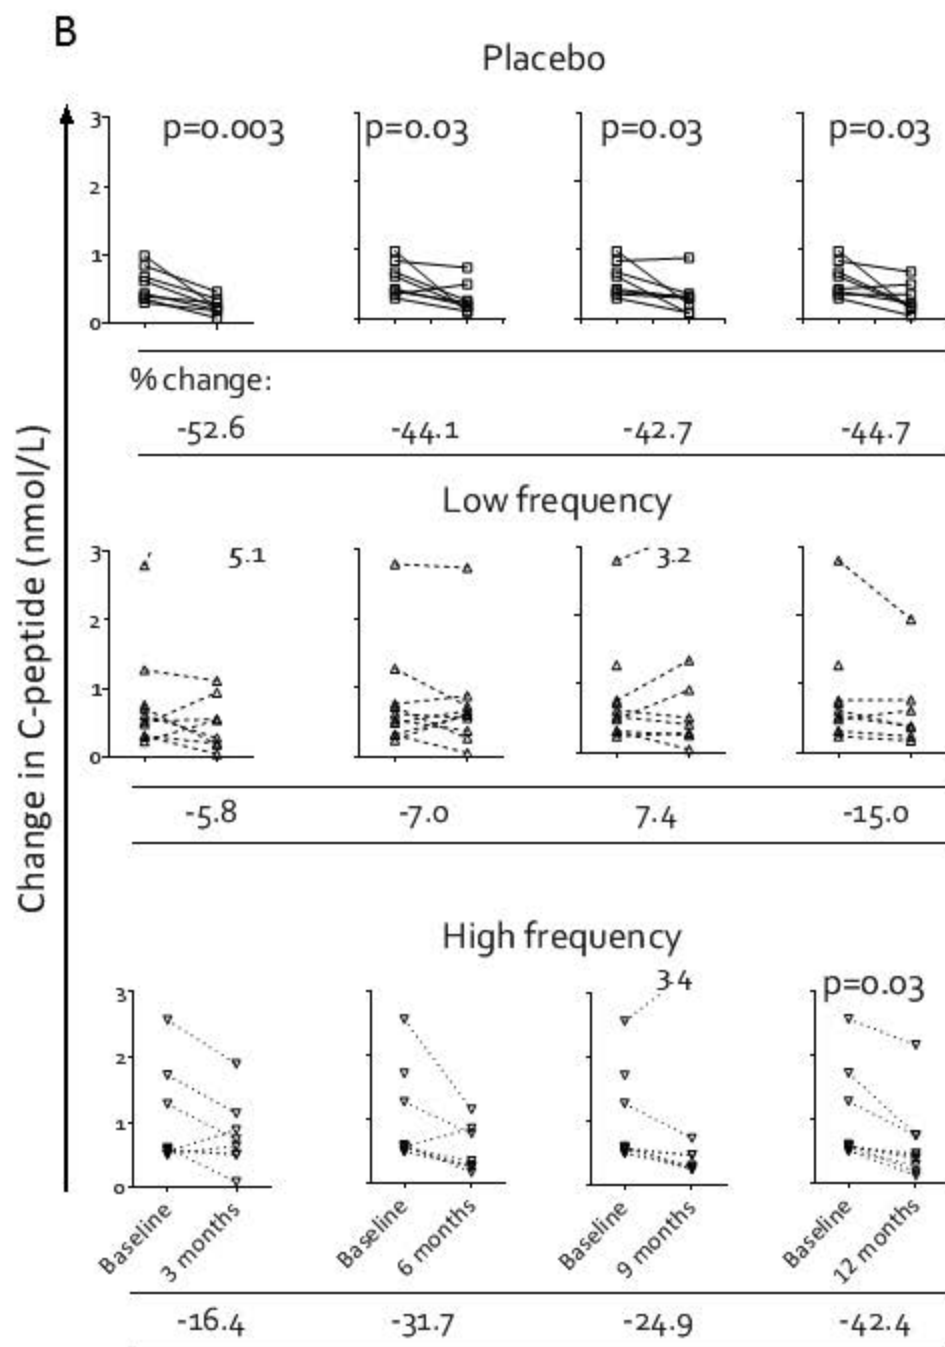 B
Placebo
p=0.003 p=0.03 p=0.03 p=0.03
3
2
1
0
% change:
-52.6 -44.1 -42.7 -44.7
Change in C-peptide (nmol/L)
Low frequency
3 5.1 3.2
2
1
0
-5.8 -7.0 7.4 -15.0
High frequency
3.4 p=0.03
3
2
1
0
Baseline 3 months Baseline 6 months Baseline 9 months Baseline 12 months
-16.4 -31.7 -24.9 -42.4